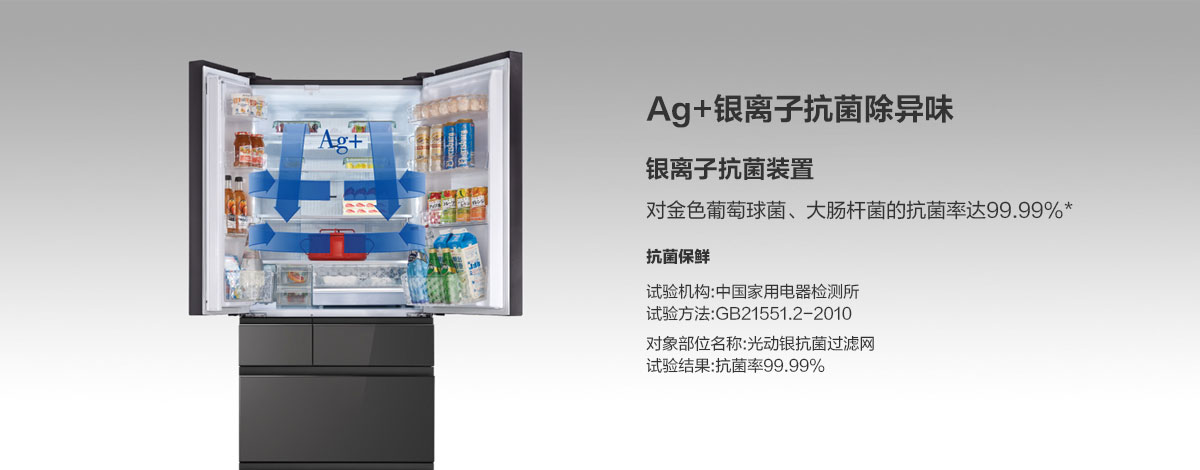 Ag+
Ag+银离子抗菌除异味
银离子抗菌装置
对金色葡萄球菌、大肠杆菌的抗菌率达99.99%*
抗菌保鲜
试验机构:中国家用电器检测所
试验方法:GB21551.2-2010
对象部位名称:光动银抗菌过滤网
试验结果:抗菌率99.99%